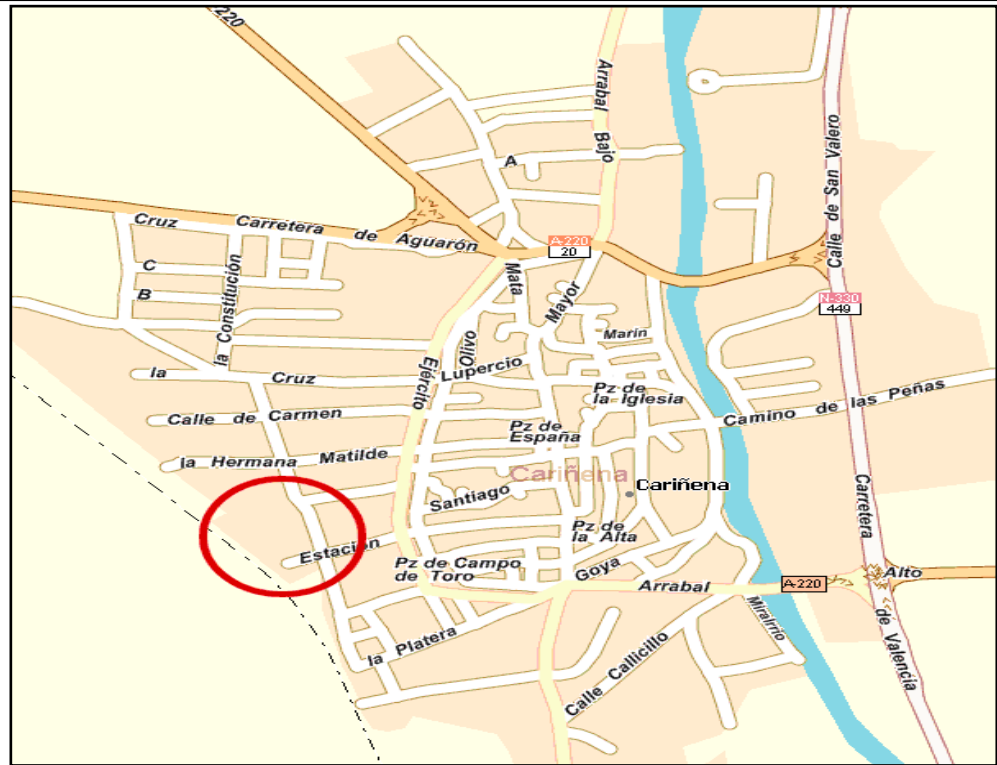 220
Arrabal Bajo
A
Calle de San Valero
Cruz
Carretera de Aguarón
A-220
20
C
B
la Constitución
Mata
Mayor
N-330
449
Marín
Olivo
Ejercito
Lupercio
la Cruz
Pz de
la Iglesia
Calle de Carmen
Camino de las Peñas
Pz de
España
la Hermana Matilde
Cariñena
Cariñena
Santiago
Carretera de Valencia
Pz de
la Alta
Estación
Pz de Campo
de Toro
Goya
Arrabal
A-220
Alto
Miralrrio
la Platera
Calle Callicillo